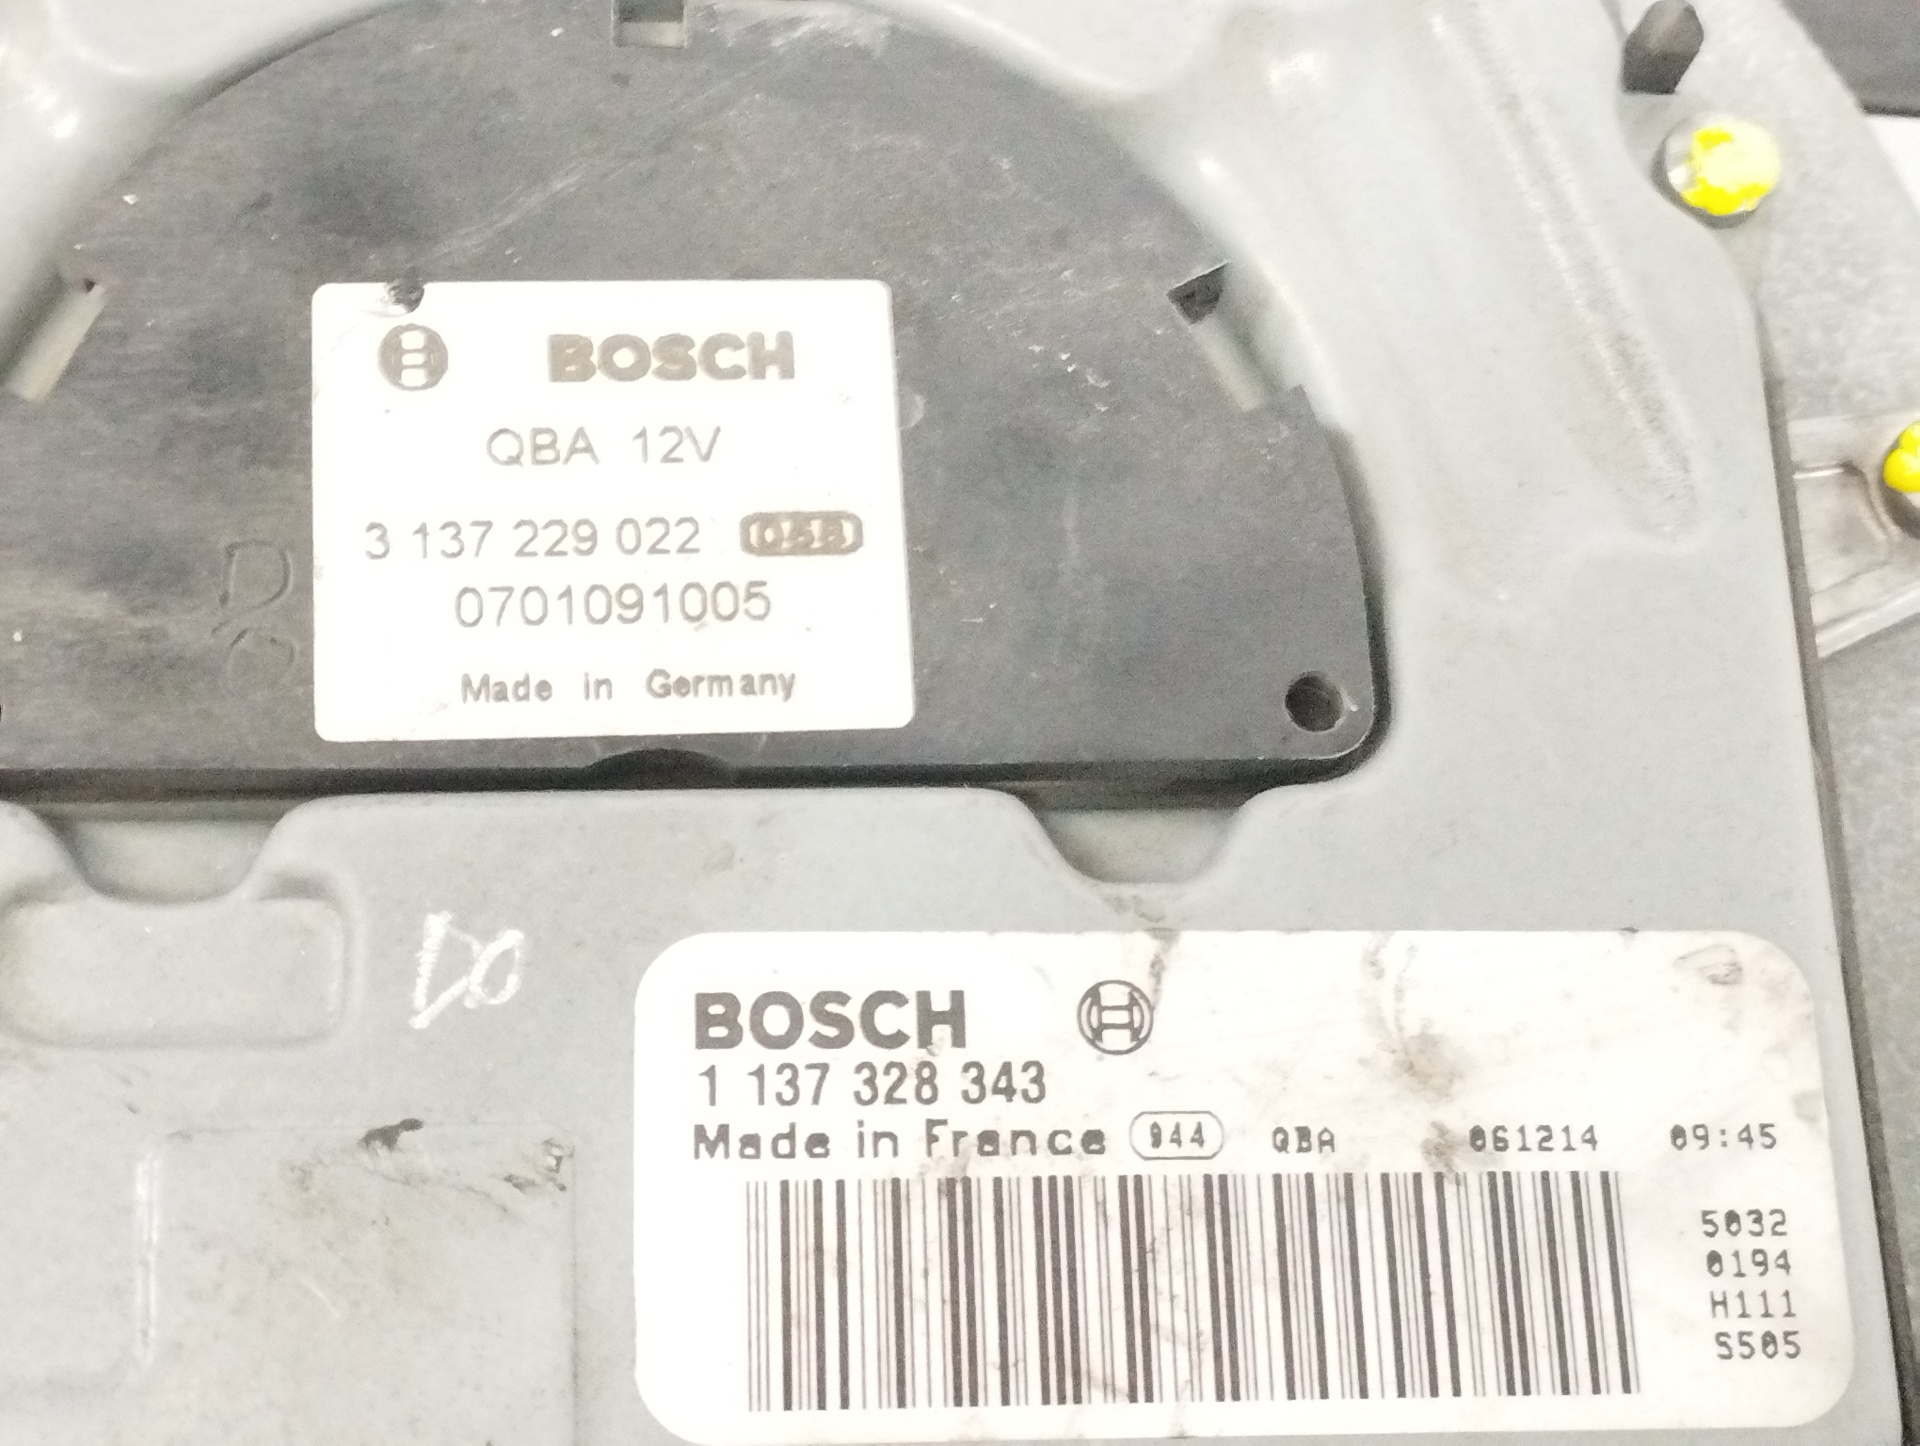 BOSCH
QBA 12V
3 137 229 022
0701091005
Made in Germany
DO
BOSCH
1 137 328 343
Made in France 944 QBA 061214 09:45
5032
0194
H111
S505